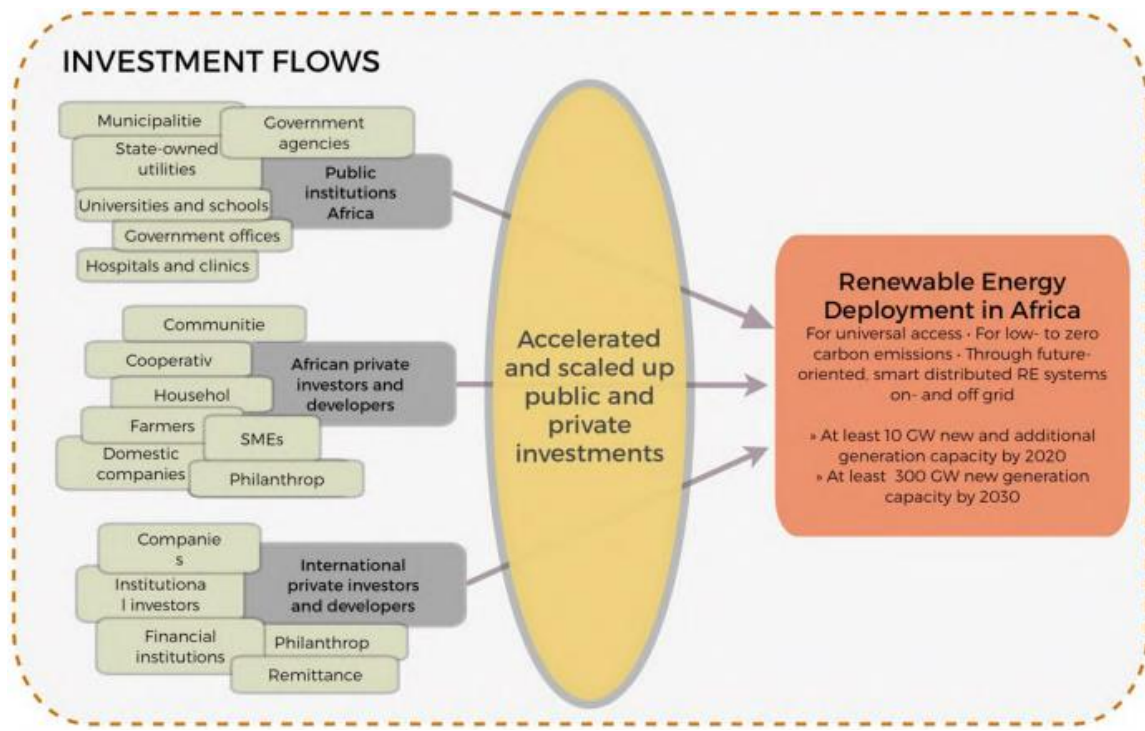 INVESTMENT FLOWS
Municipalitie
Government
agencies
State-owned
utilities
Public
institutions
Africa
Universities and schools
Government offices
Hospitals and clinics
Communitie
Cooperativ
African private
investors and
developers
Househol
Farmers
SMEs
Domestic
companies
Philanthrop
Companie
s
International
private investors
and developers
Institutiona
l investors
Financial
institutions
Philanthrop
Remittance
Accelerated
and scaled up
public and
private
investments
Renewable Energy
Deployment in Africa
For universal access · For low- to zero
carbon emissions · Through future-
oriented, smart distributed RE systems
on- and off grid
» At least 10 GW new and additional
generation capacity by 2020
» At least 300 GW new generation
capacity by 2030